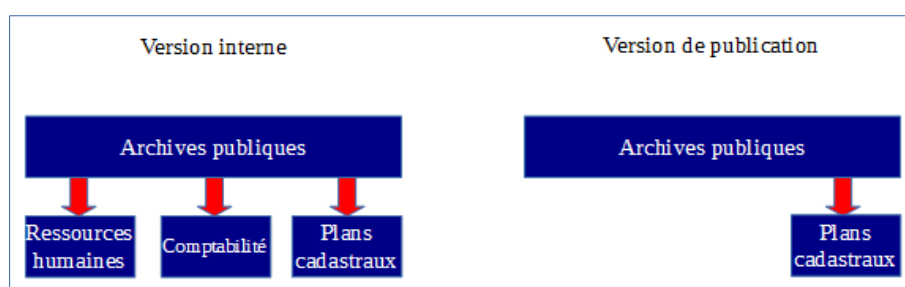 Version interne
Version de publication
Archives publiques
Archives publiques
Ressources
humaines
Comptabilité
Plans
cadastraux
Plans
cadastraux